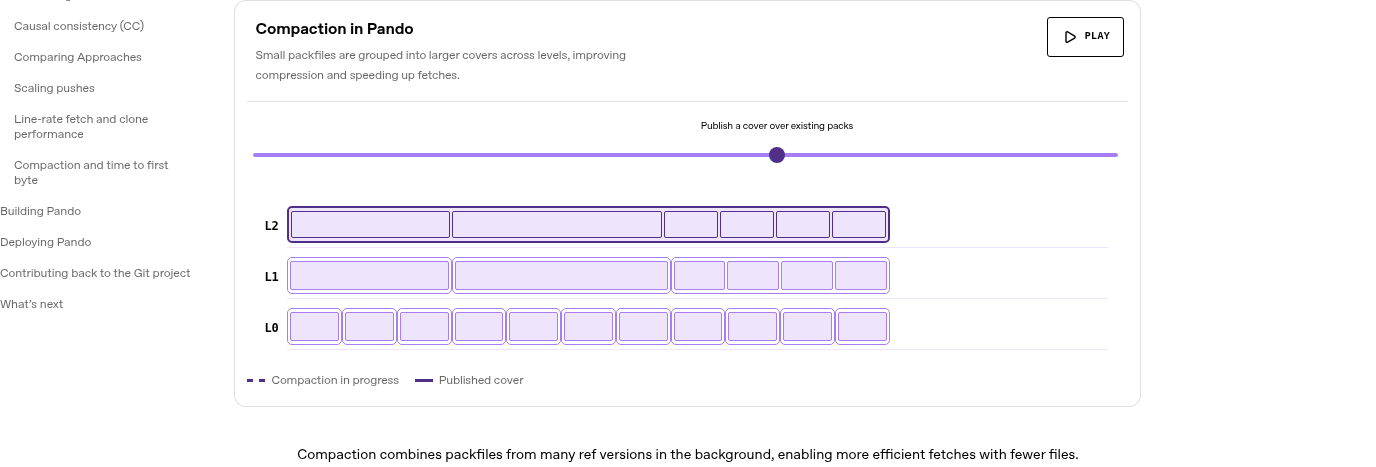 Causal consistency (CC)
Comparing Approaches
Scaling pushes
Line-rate fetch and clone
performance
Compaction and time to first
byte
Building Pando
Deploying Pando
Contributing back to the Git project
What's next
Compaction in Pando
Small packfiles are grouped into larger covers across levels, improving
compression and speeding up fetches.
PLAY
Publish a cover over existing packs
L2
L1
L0
Compaction in progress
Published cover
Compaction combines packfiles from many ref versions in the background, enabling more efficient fetches with fewer files.